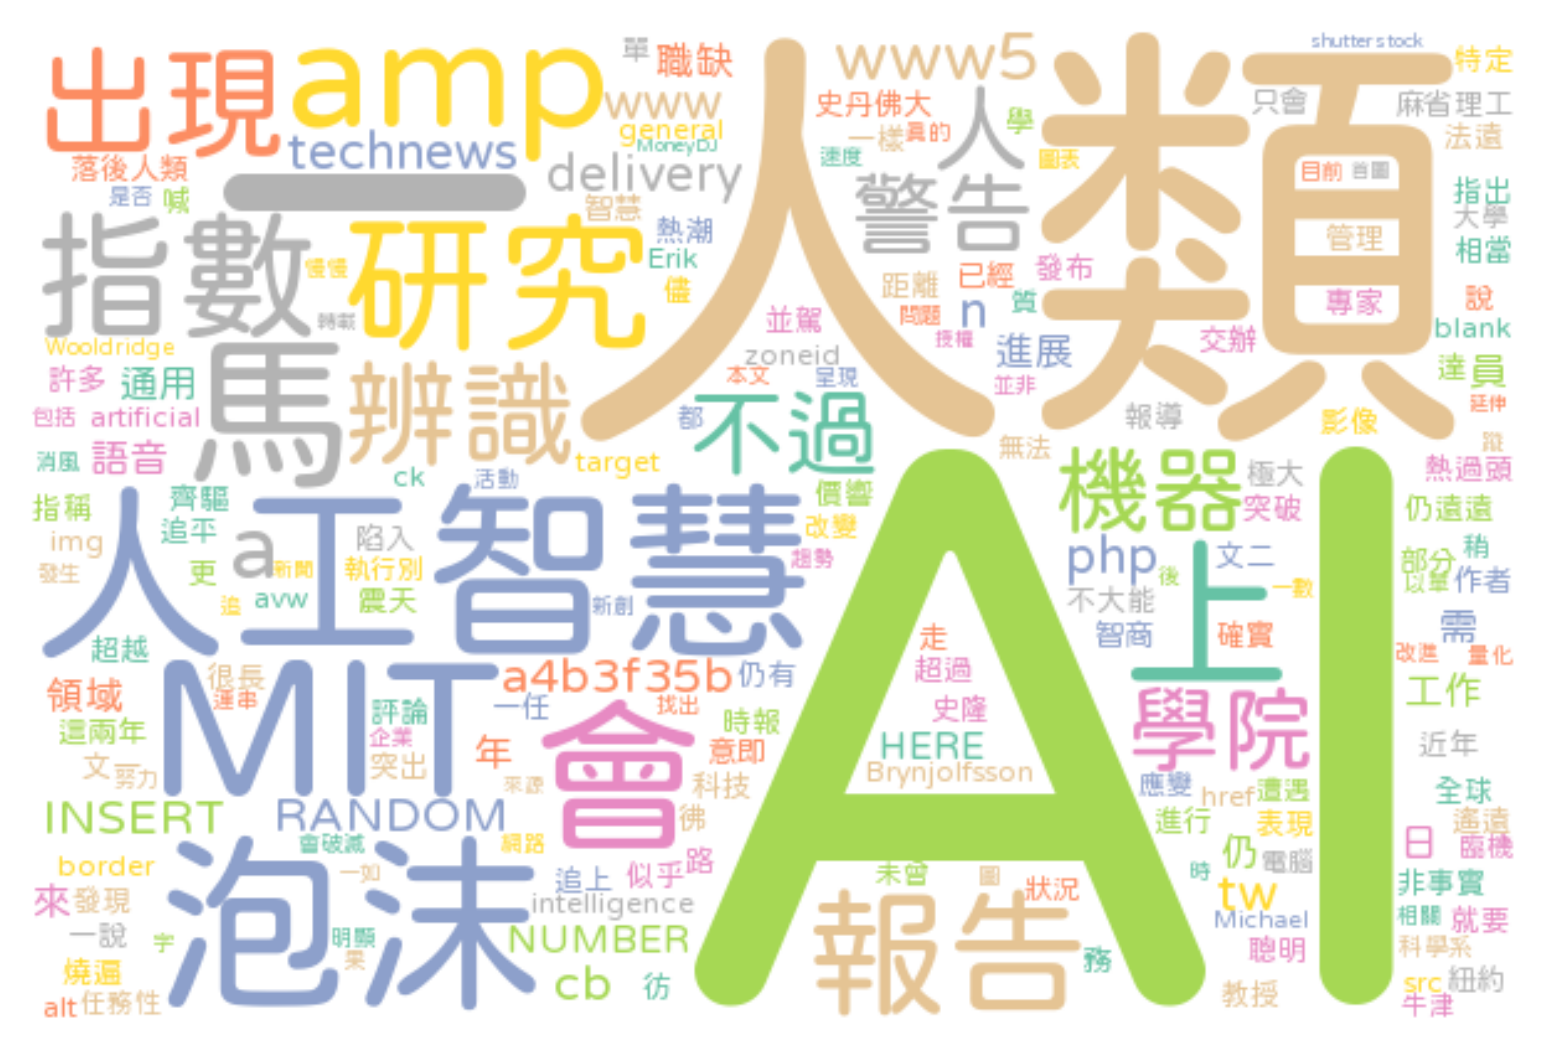 shutterstock
出現
amp
單
職缺
www5
特定
www
史丹佛大
人
學
只會
麻省理工
人類
technews
general
MoneyDJ
一樣
真的
法遠
落後人類
delivery
速度
圖表
目前
首圖
是否
喊
一
智慧
警告
指出
大學
指數
研究
熱潮
管理
相當
Erik
慢慢
儘
距離
已經
發布
專家
說
轉載
並駕
問題
n
質
blank
Wooldridge
馬
zoneid
授權
進展
交辦
許多
通用
辨識
本文
呈現
並非
達
員
包括
artificial
都
不過
報導
影像
延伸
消風
語音
ck
target
無法
蹴
活動
機器
極大
熱過頭
指稱
齊驅
人工智慧
價響
AI
突破
仍遠遠
追平
a
陷入
改變
img
php
上
文二
稍
發生
更
新聞
執行別
趨勢
後
部分
追
avw
震天
新創
不大能
一數
以單
作者
超越
智商
確實
需
走
很長
a4b3f35b
仍有
超過
改進
量化
領域
MIT
連串
一任
會
找出
學院
工作
這兩年
評論
時報
史隆
企業
年
意即
HERE
近年
文一
努力
突出
來源
科技
Brynjolfsson
應變
href
遭遇
全球
INSERT
RANDOM
彿
進行
表現
遙遠
會破滅
網路
仍
電腦
日
臨機
border
泡沫
一如
追上
似乎
路
未曾
圖
狀況
時
tw
非事實
來
發現
intelligence
報告
Michael
相關
就要
一說
字
明顯
果
NUMBER
務
聰明
科學系
燒遍
cb
彷
src
紐約
alt
任務性
教授
牛津